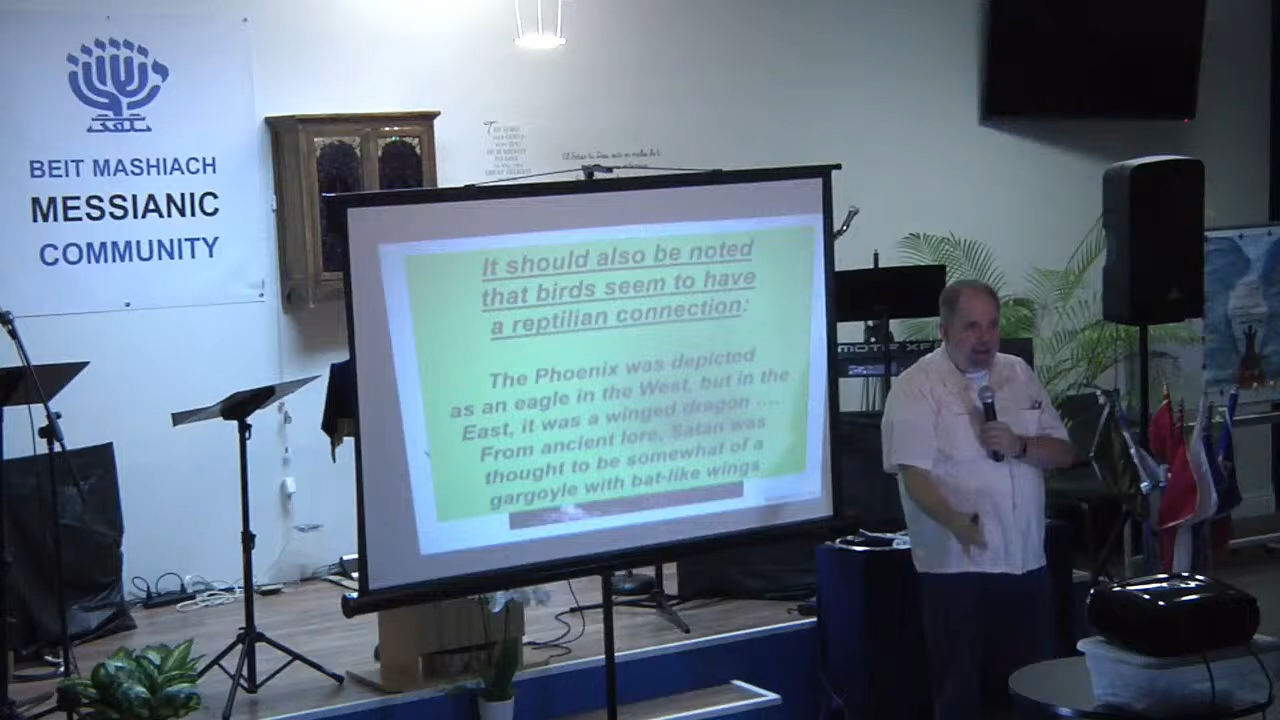 BEIT MASHIACH
MESSIANIC
COMMUNITY
It should also be noted
that birds seem to have
a reptilian connection:
The Phoenix was depicted
as an eagle in the West, but in the
East, it was a winged dragon ....
From ancient lore, Satan was
thought to be somewhat of a
gargoyle with bat-like wings